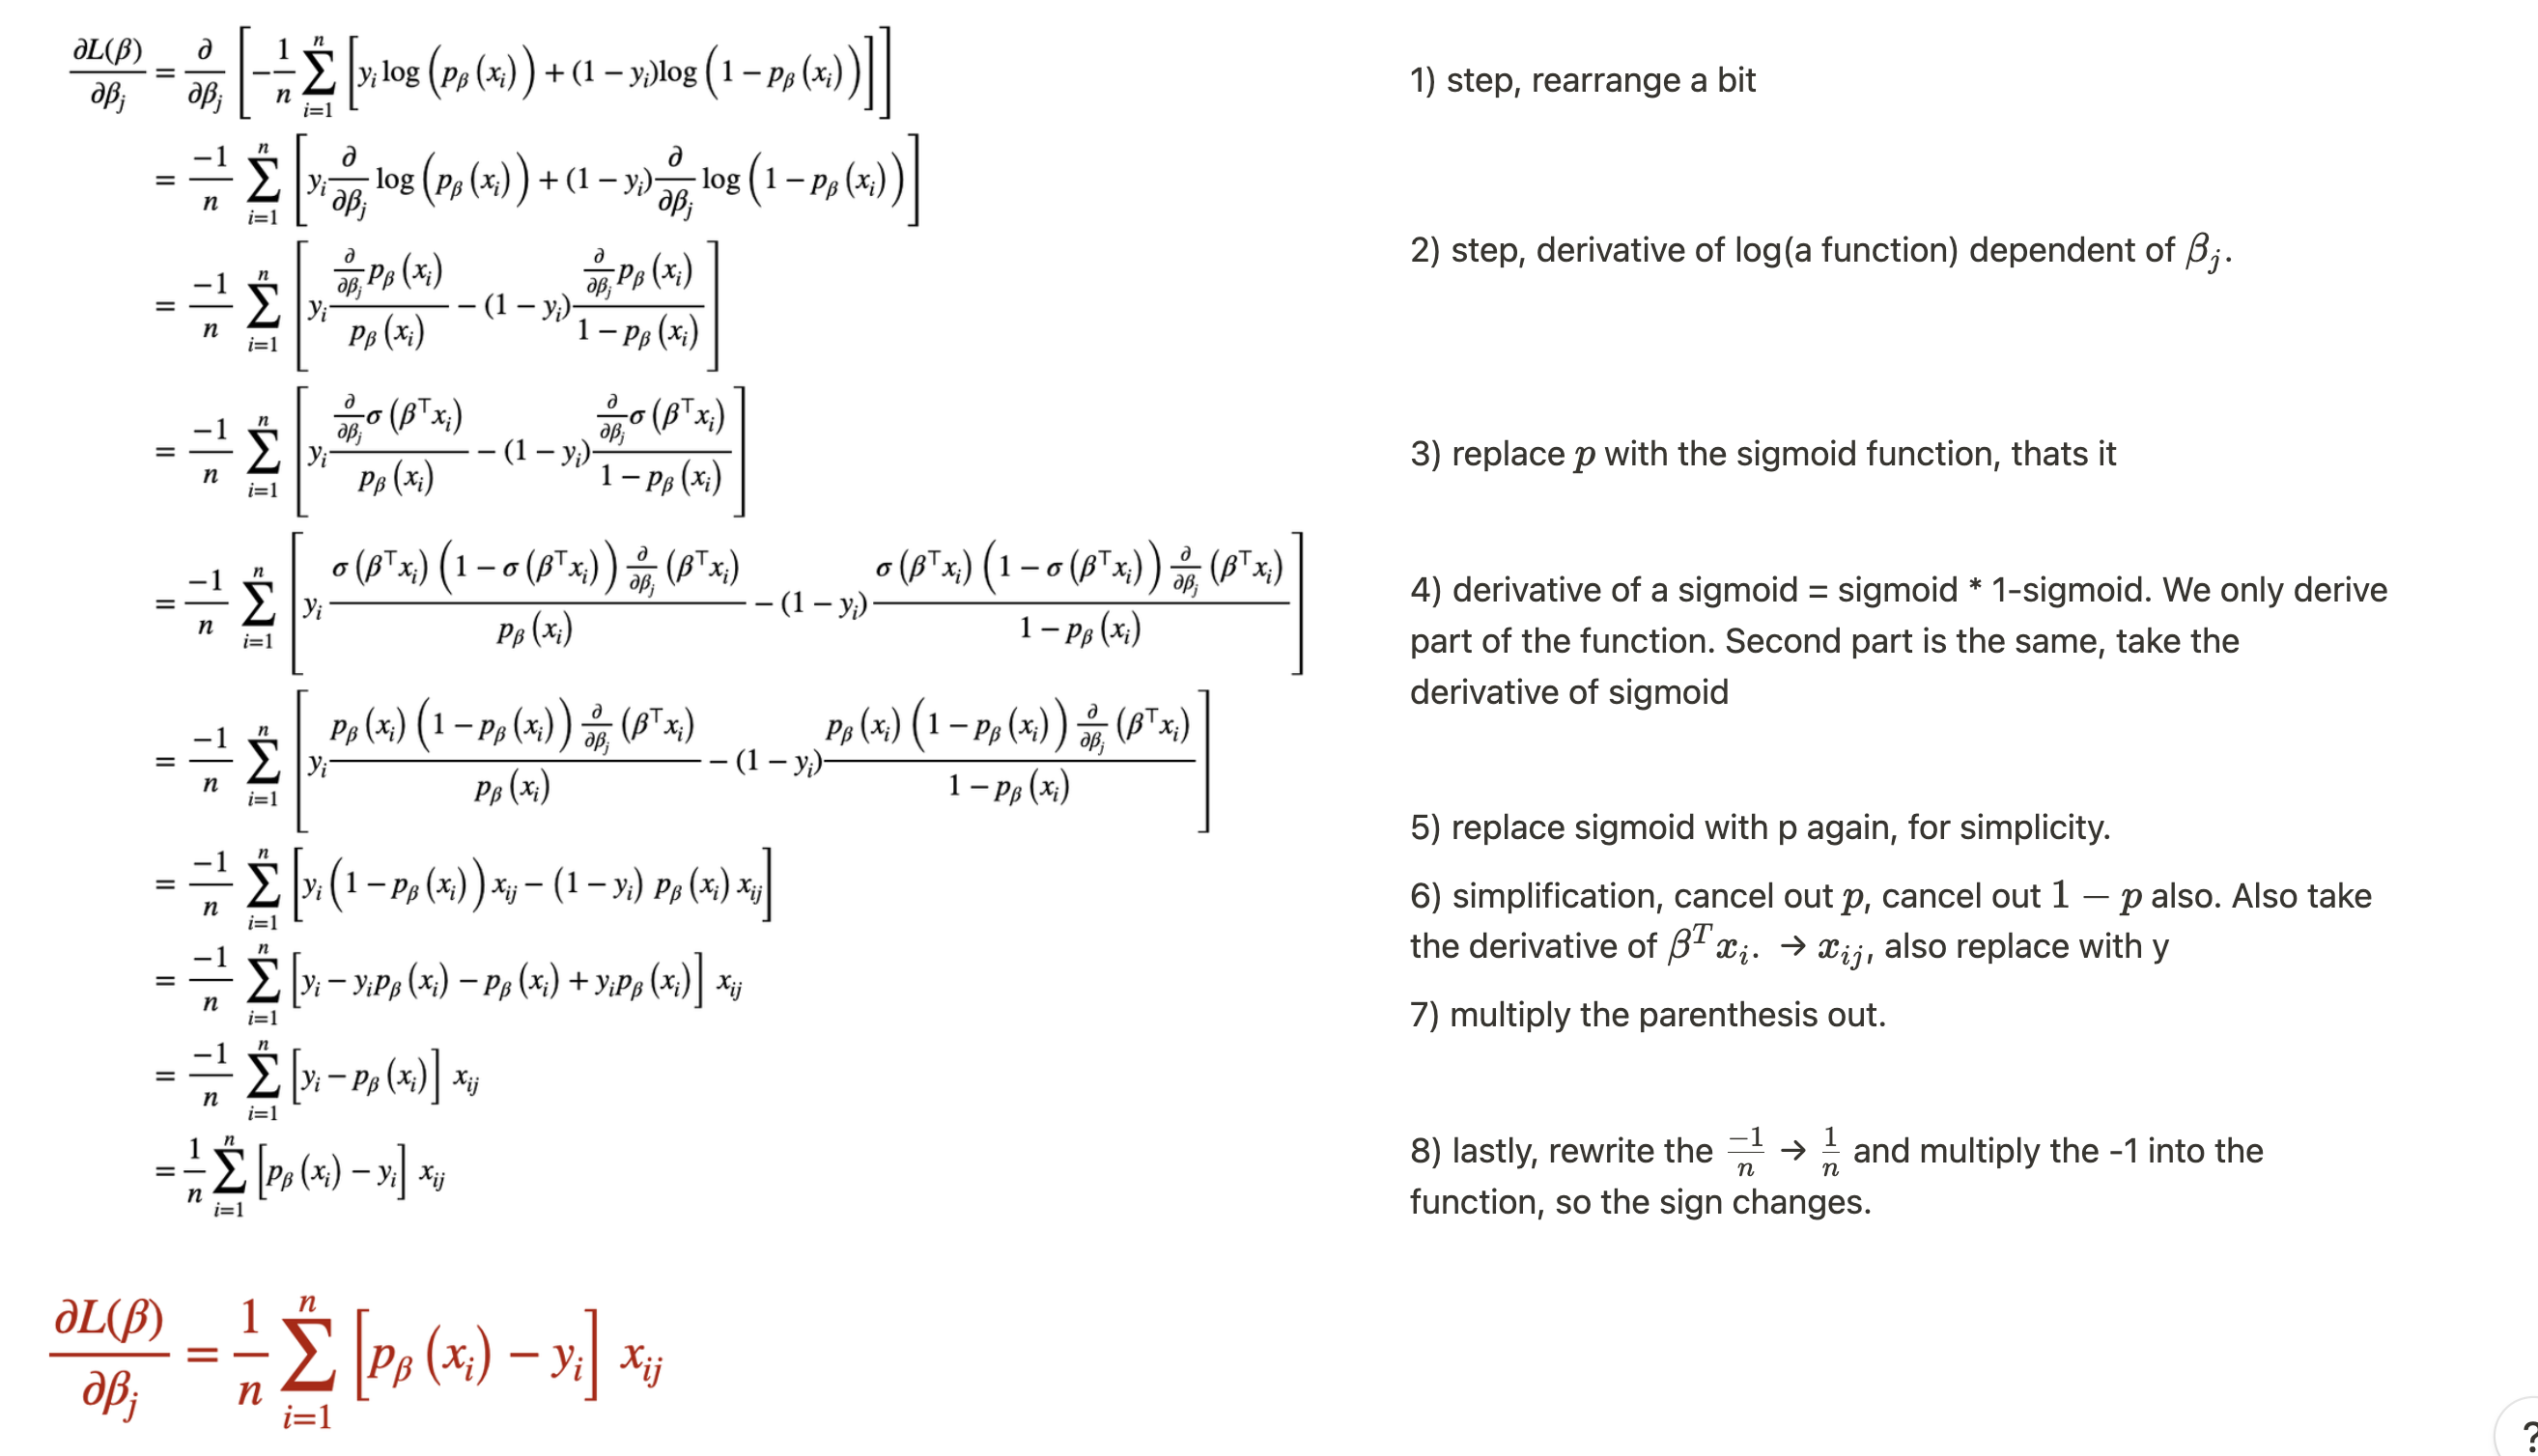 ∂L(β)/∂β_j = ∂/∂β_j [ −1/n ∑_{i=1}^{n} [ y_i log ( p_β (x_i) ) + (1 − y_i)log ( 1 − p_β (x_i) ) ] ]
1) step, rearrange a bit
= −1/n ∑_{i=1}^{n} [ y_i ∂/∂β_j log ( p_β (x_i) ) + (1 − y_i) ∂/∂β_j log ( 1 − p_β (x_i) ) ]
2) step, derivative of log(a function) dependent of β_j.
= −1/n ∑_{i=1}^{n} [ y_i (∂/∂β_j p_β (x_i)) / (p_β (x_i)) − (1 − y_i) (∂/∂β_j p_β (x_i)) / (1 − p_β (x_i)) ]
= −1/n ∑_{i=1}^{n} [ y_i (∂/∂β_j σ (β^⊤x_i)) / (p_β (x_i)) − (1 − y_i) (∂/∂β_j σ (β^⊤x_i)) / (1 − p_β (x_i)) ]
3) replace p with the sigmoid function, thats it
= −1/n ∑_{i=1}^{n} [ y_i (σ (β^⊤x_i) ( 1 − σ (β^⊤x_i) ) ∂/∂β_j (β^⊤x_i)) / (p_β (x_i)) − (1 − y_i) (σ (β^⊤x_i) ( 1 − σ (β^⊤x_i) ) ∂/∂β_j (β^⊤x_i)) / (1 − p_β (x_i)) ]
4) derivative of a sigmoid = sigmoid * 1-sigmoid. We only derive
part of the function. Second part is the same, take the
derivative of sigmoid
= −1/n ∑_{i=1}^{n} [ y_i (p_β (x_i) ( 1 − p_β (x_i) ) ∂/∂β_j (β^⊤x_i)) / (p_β (x_i)) − (1 − y_i) (p_β (x_i) ( 1 − p_β (x_i) ) ∂/∂β_j (β^⊤x_i)) / (1 − p_β (x_i)) ]
5) replace sigmoid with p again, for simplicity.
= −1/n ∑_{i=1}^{n} [ y_i ( 1 − p_β (x_i) ) x_ij − (1 − y_i) p_β (x_i) x_ij ]
6) simplification, cancel out p, cancel out 1 − p also. Also take
the derivative of β^T x_i. → x_ij, also replace with y
= −1/n ∑_{i=1}^{n} [ y_i − y_i p_β (x_i) − p_β (x_i) + y_i p_β (x_i) ] x_ij
7) multiply the parenthesis out.
= −1/n ∑_{i=1}^{n} [ y_i − p_β (x_i) ] x_ij
= 1/n ∑_{i=1}^{n} [ p_β (x_i) − y_i ] x_ij
8) lastly, rewrite the −1/n → 1/n and multiply the -1 into the
function, so the sign changes.
∂L(β)/∂β_j = 1/n ∑_{i=1}^{n} [ p_β (x_i) − y_i ] x_ij
?